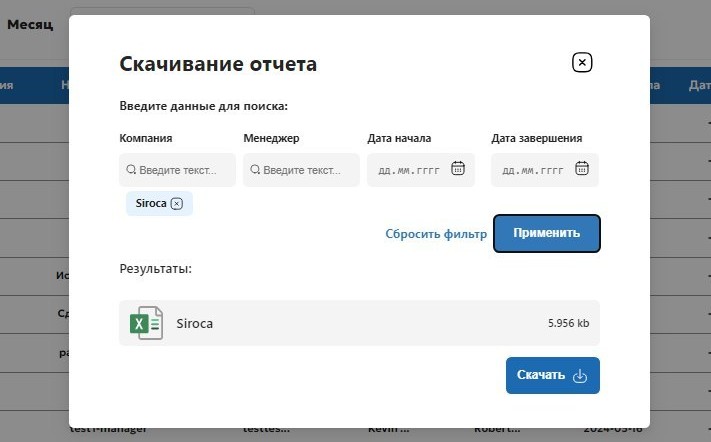 Месяц
ия Н ла Дат
Скачивание отчета
Введите данные для поиска:
Компания Менеджер Дата начала Дата завершения
Введите текст... Введите текст... дд.мм.гггг дд.мм.гггг
Siroca
Сбросить фильтр Применить
Результаты:
Ис
Siroca 5.956 kb
Сд
ра
Скачать
test1-manager testtes... Kevin ... Robert... 2024-05-16